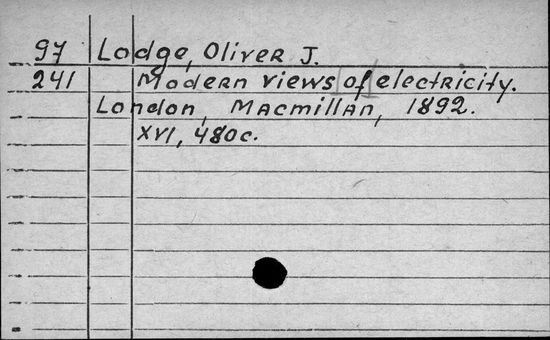 97 Lodge, Oliver J.
241 Modern views of electricity.
London, Macmillan, 1892.
XVI, 480c.